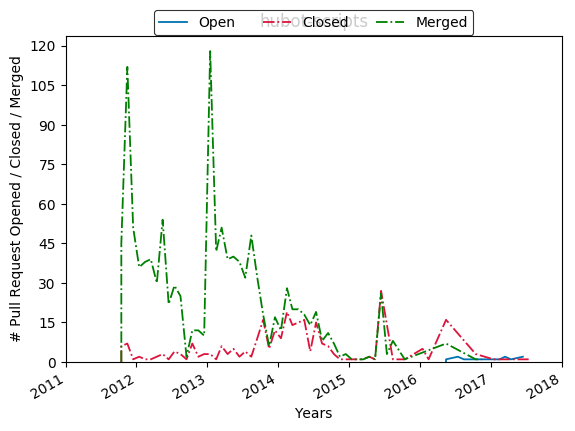 hubot-scripts
Open Closed Merged
# Pull Request Opened / Closed / Merged
120
105
90
75
60
45
30
15
0
2011 2012 2013 2014 2015 2016 2017 2018
Years